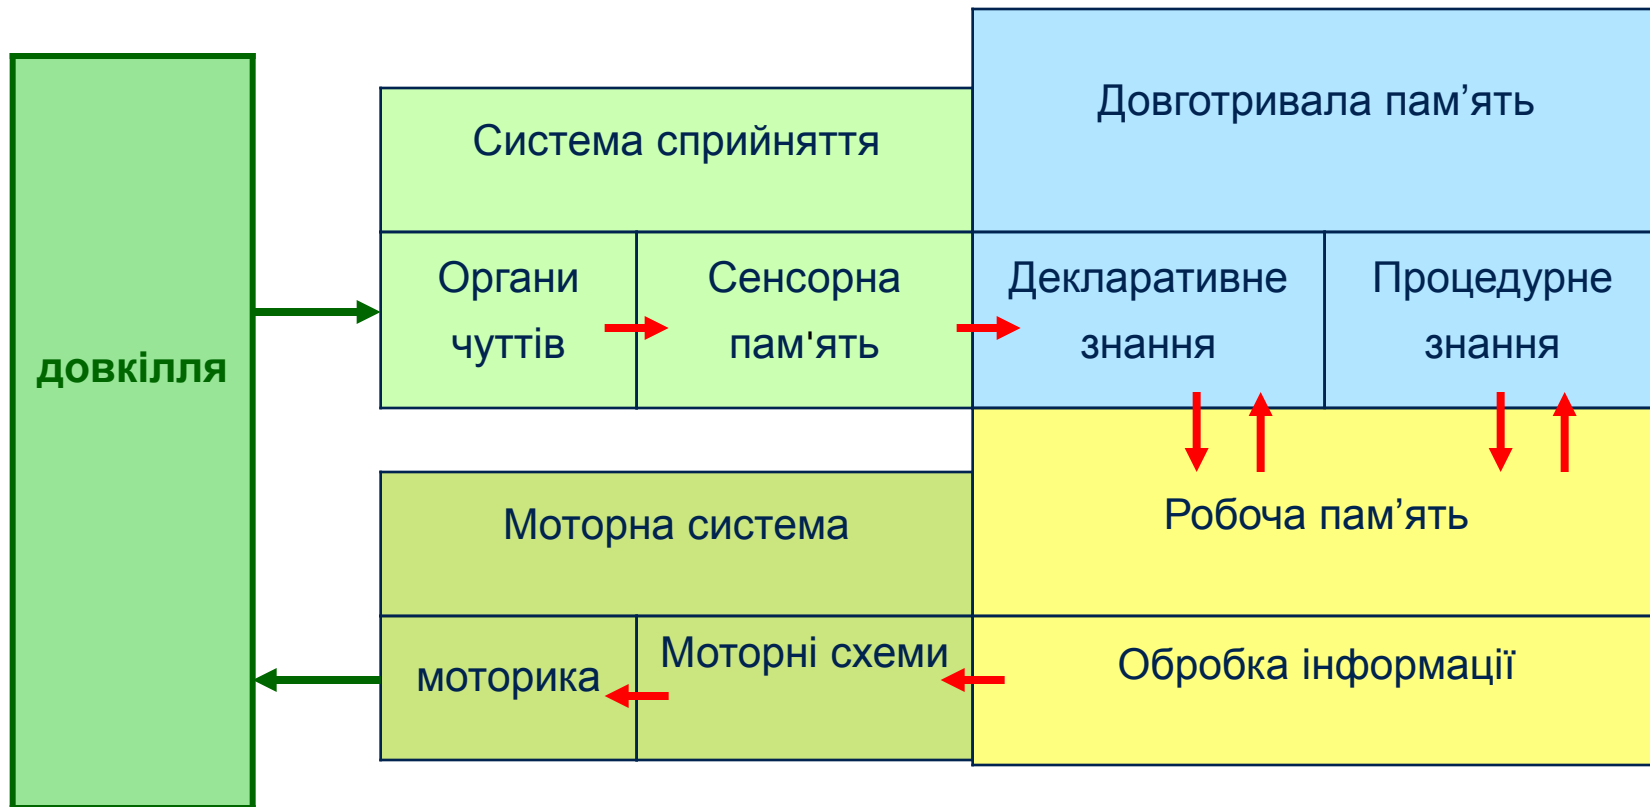 довкілля
Система сприйняття
Довготривала пам’ять
Органи
чуттів
Сенсорна
пам'ять
Декларативне
знання
Процедурне
знання
Моторна система
Робоча пам’ять
моторика
Моторні схеми
Обробка інформації